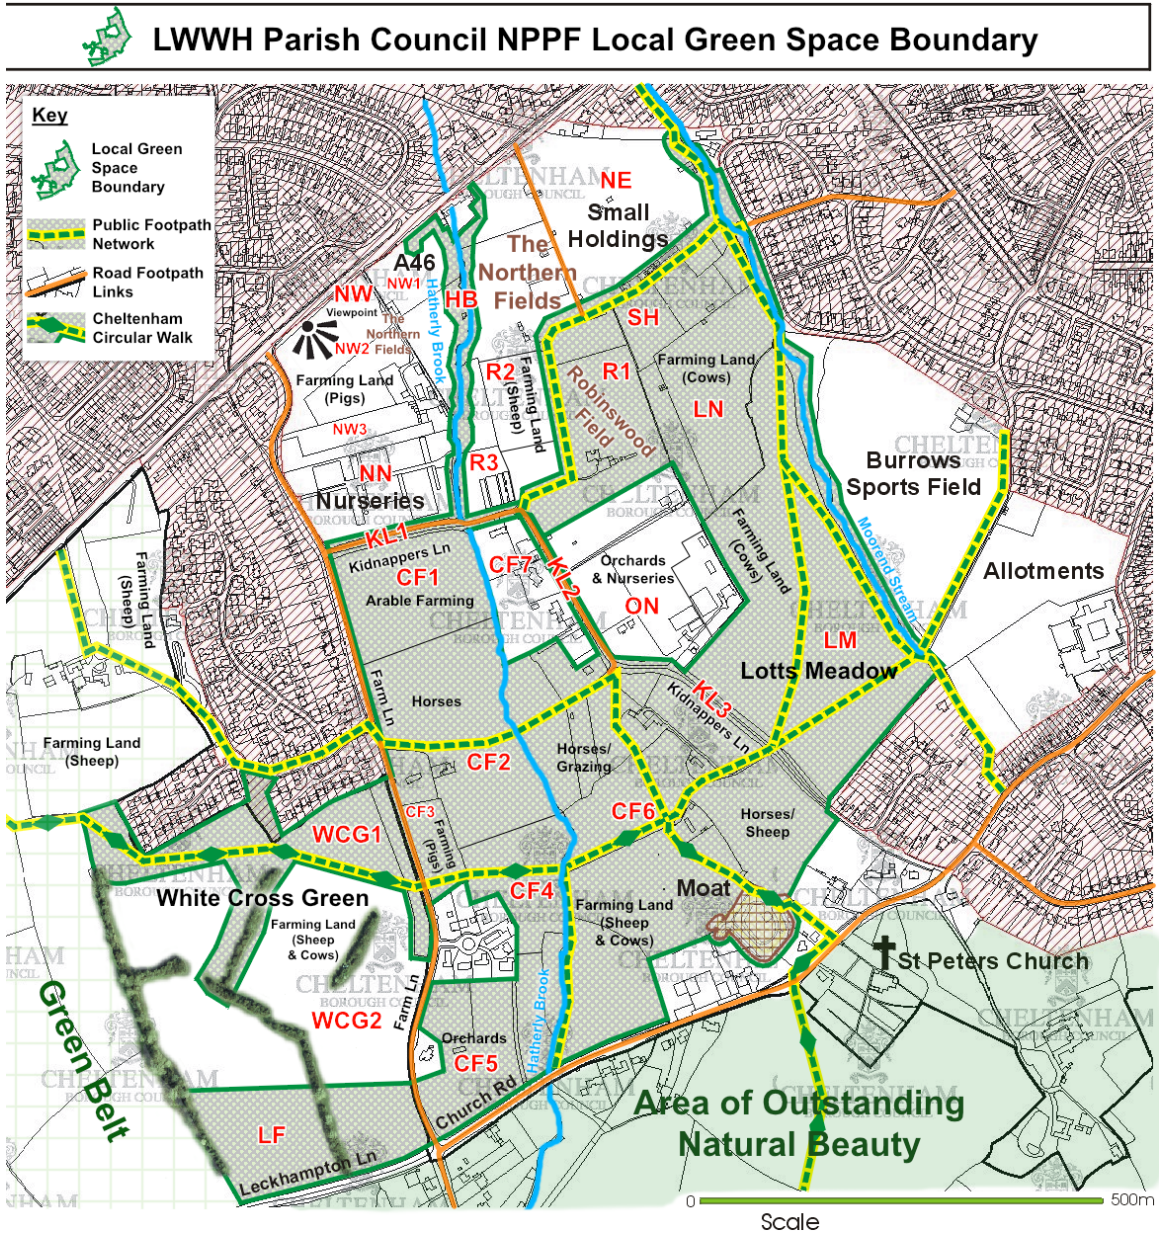 LWWH Parish Council NPPF Local Green Space Boundary
Key
Local Green
Space
Boundary
Public Footpath
Network
Road Footpath
Links
Cheltenham
Circular Walk
NE
Small
Holdings
The
Northern
Fields
A46
NW1
NW
HB
Viewpoint
The
Northern
Fields
NW2
Hatherly Brook
SH
Farming Land
(Pigs)
R2
Farming Land
(Sheep)
R1
Robinswood
Field
Farming Land
(Cows)
LN
NW3
NN
Nurseries
R3
Burrows
Sports Field
CHELTENHAM
BOROUGH COUNCIL
KL1
Kidnappers Ln
CF1
Arable Farming
CF7
KL2
Orchards
& Nurseries
ON
Farming Land
(Cows)
Moorend Stream
Allotments
Farming Land
(Sheep)
LM
Lotts Meadow
Farm Ln
Horses
KL3
Kidnappers Ln
Farming Land
(Sheep)
CF2
Horses/
Grazing
CF3
CF6
Horses/
Sheep
WCG1
Farming
(Pigs)
CF4
Moat
White Cross Green
Farming Land
(Sheep
& Cows)
Farming Land
(Sheep
& Cows)
St Peters Church
WCG2
Farm Ln
Hatherly Brook
Green Belt
Orchards
CF5
Church Rd
Area of Outstanding
Natural Beauty
LF
Leckhampton Ln
0
500m
Scale